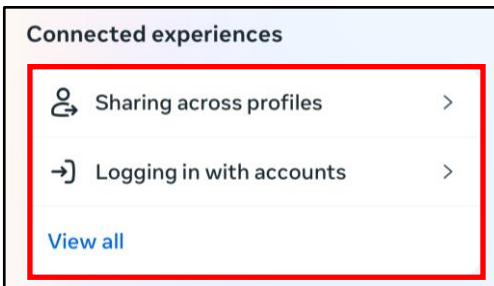 Connected experiences
Sharing across profiles
Logging in with accounts
View all